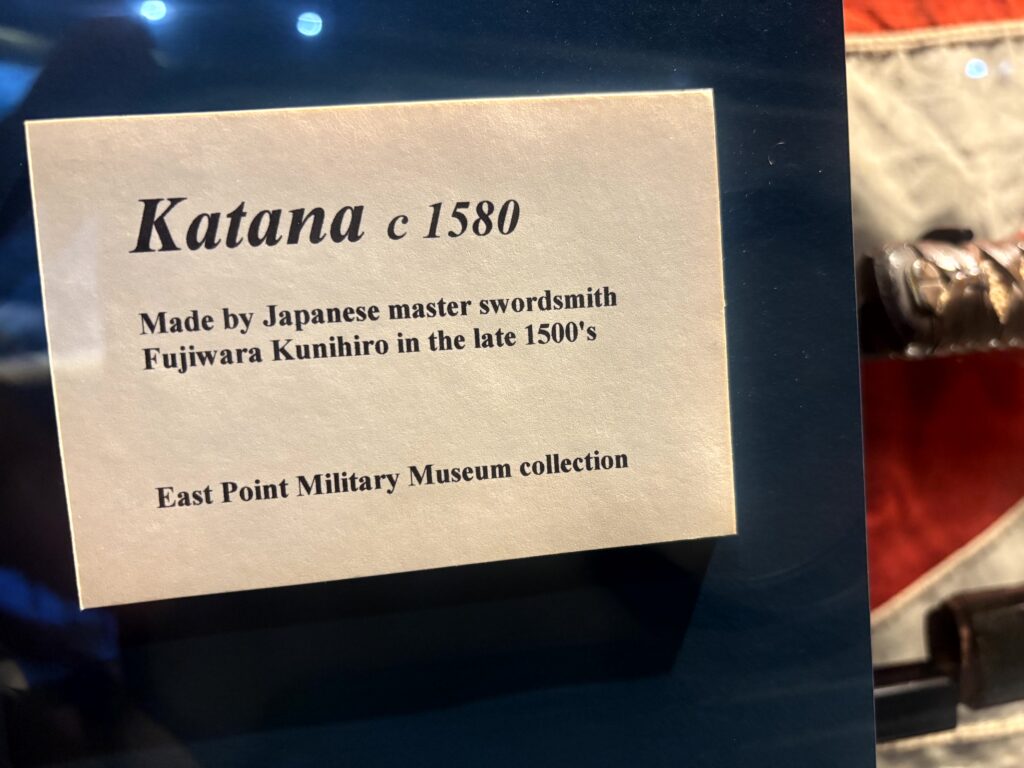 Katana c 1580
Made by Japanese master swordsmith
Fujiwara Kunihiro in the late 1500's
East Point Military Museum collection